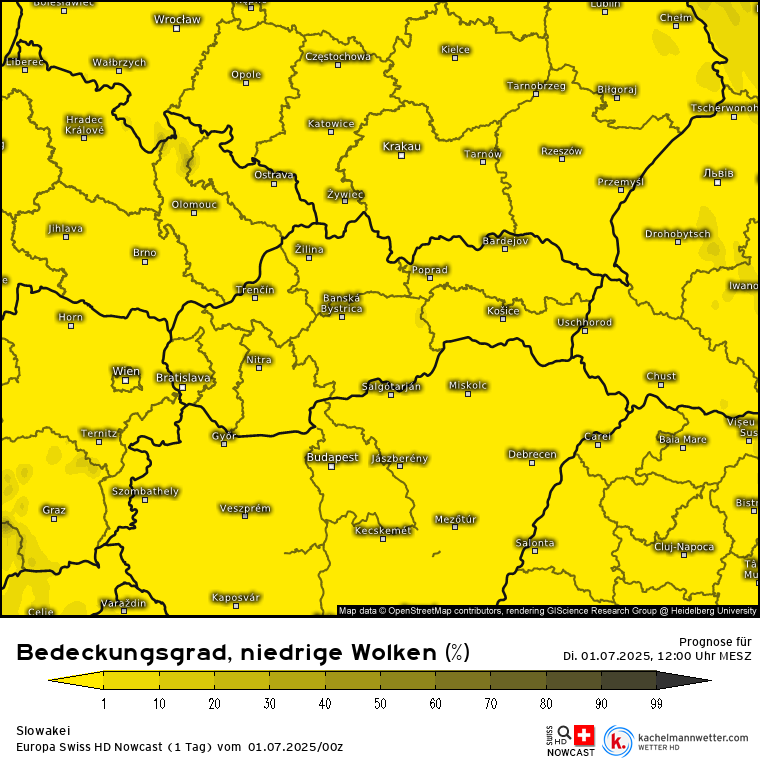 Bolesławiec
Wrocław
Kępno
Lublin
Chełm
Kielce
Liberec
Wałbrzych
Częstochowa
Opole
Tarnobrzeg
Biłgoraj
Tscherwonoh
Hradec
Králové
Katowice
Krakau
Tarnów
Rzeszów
Ostrava
Żywiec
Przemyśl
Львів
Olomouc
Jihlava
Brno
Žilina
Bardejov
Drohobytsch
Trenčín
Poprad
Iwano
Banská
Bystrica
Horn
Košice
Uschhorod
Wien
Bratislava
Nitra
Salgótarján
Miskolc
Chust
Ternitz
Győr
Carei
Baia Mare
Vișeu
Sus
Budapest
Jászberény
Debrecen
Szombathely
Graz
Veszprém
Kecskemét
Mezőtúr
Bistr
Salonta
Cluj-Napoca
Tâ
Mu
Celje
Varaždin
Kaposvár
Map data © OpenStreetMap contributors, rendering GIScience Research Group @ Heidelberg University
Bedeckungsgrad, niedrige Wolken (%)
Prognose für
Di. 01.07.2025, 12:00 Uhr MESZ
1 10 20 30 40 50 60 70 80 90 99
Slowakei
Europa Swiss HD Nowcast (1 Tag) vom 01.07.2025/00z
SWISS HD
NOWCAST
k.
kachelmannwetter.com
WETTER HD